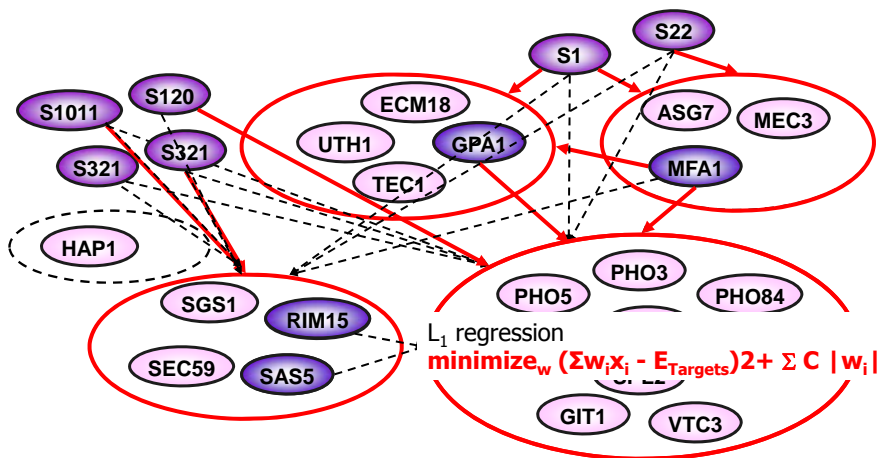 S22
S1
S120
S1011
ECM18
ASG7
MEC3
UTH1
GPA1
S321
S321
TEC1
MFA1
HAP1
PHO3
SGS1
PHO5
PHO84
RIM15
L1 regression
minimizew (Σwixi - ETargets)2+ Σ C |wi|
SEC59
SAS5
GIT1
VTC3